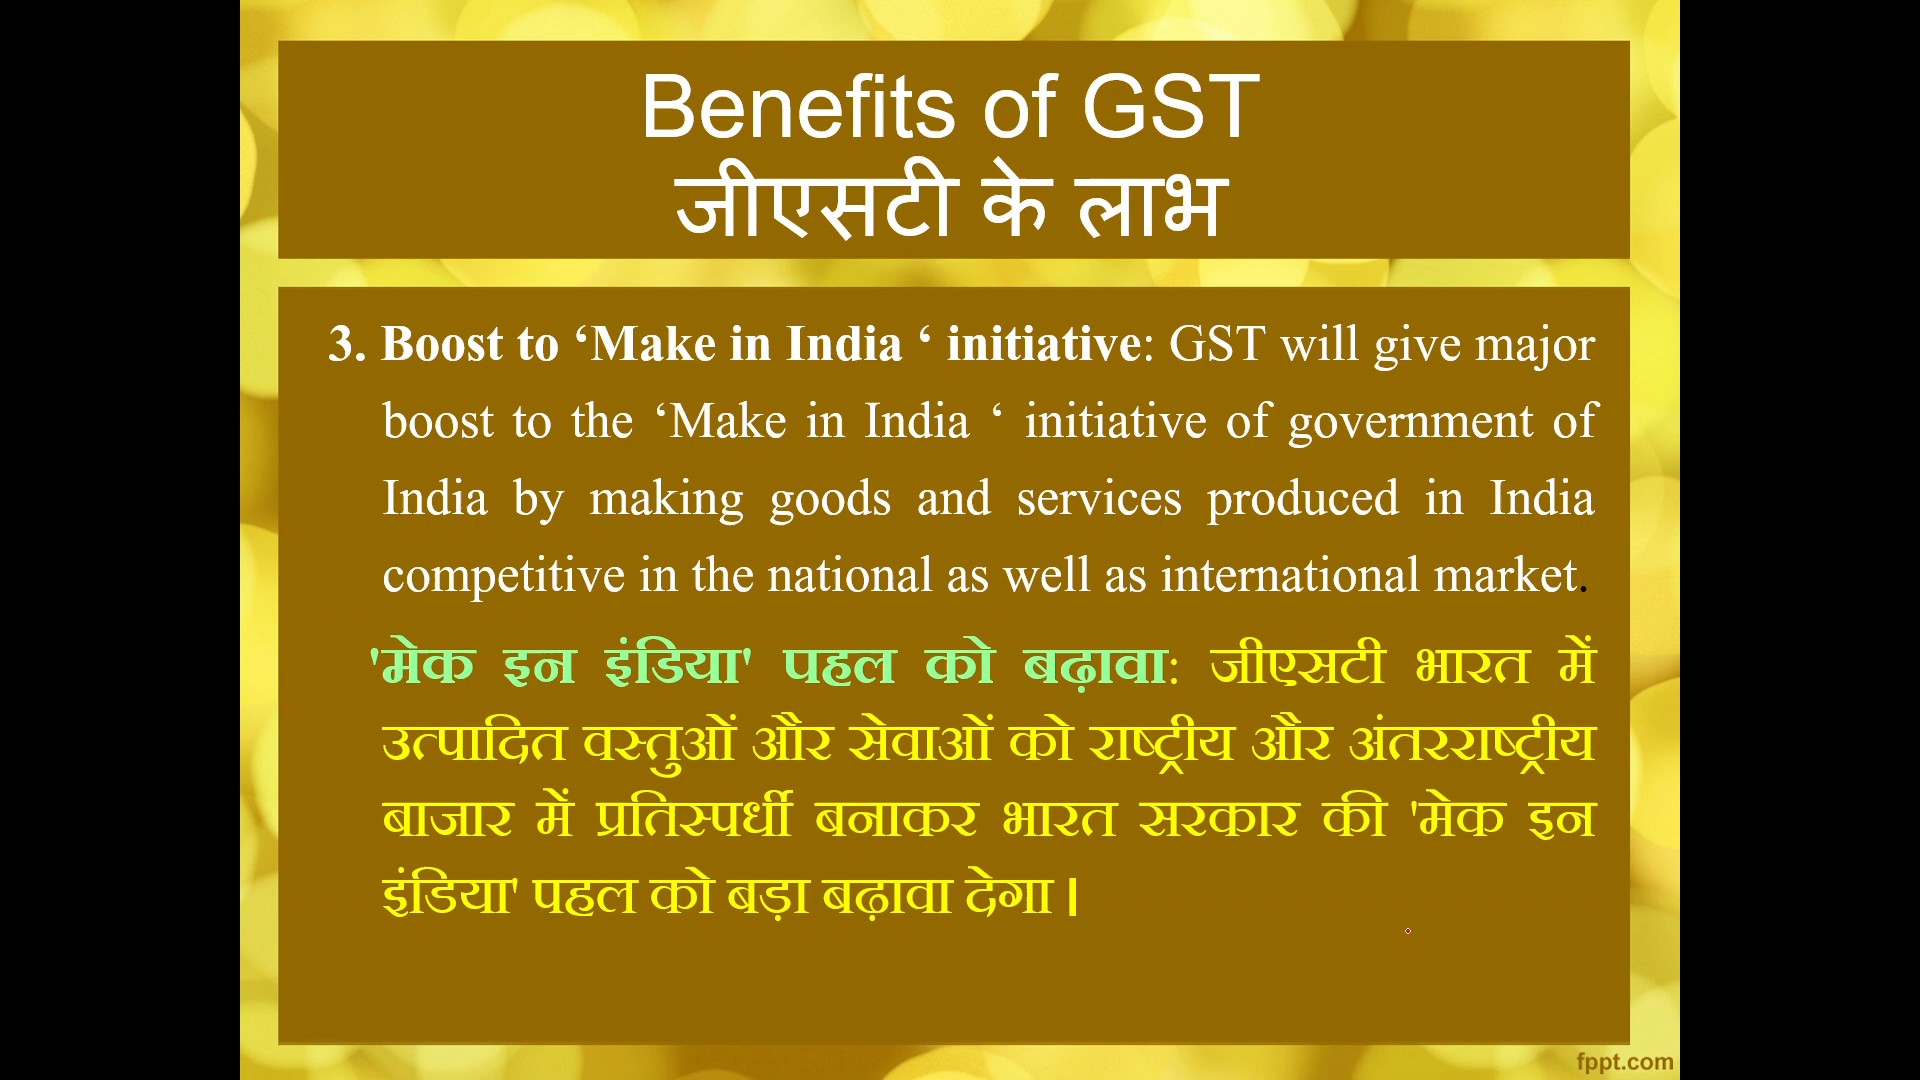 Benefits of GST
जीएसटी के लाभ
3. Boost to ‘Make in India ‘ initiative: GST will give major
boost to the ‘Make in India ‘ initiative of government of
India by making goods and services produced in India
competitive in the national as well as international market.
'मेक इन इंडिया' पहल को बढ़ावा: जीएसटी भारत में
उत्पादित वस्तुओं और सेवाओं को राष्ट्रीय और अंतरराष्ट्रीय
बाजार में प्रतिस्पर्धी बनाकर भारत सरकार की 'मेक इन
इंडिया' पहल को बड़ा बढ़ावा देगा।
fppt.com